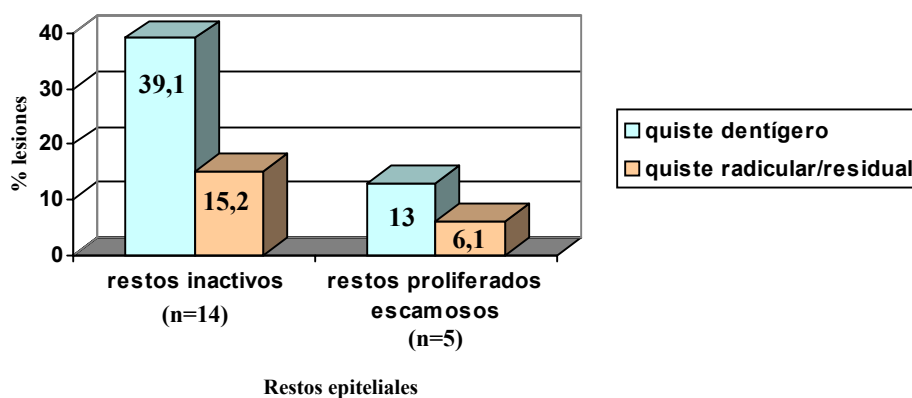 40
30
20
10
0
% lesiones
39,1
15,2
13
6,1
quiste dentígero
quiste radicular/residual
restos inactivos
(n=14)
restos proliferados
escamosos
(n=5)
Restos epiteliales